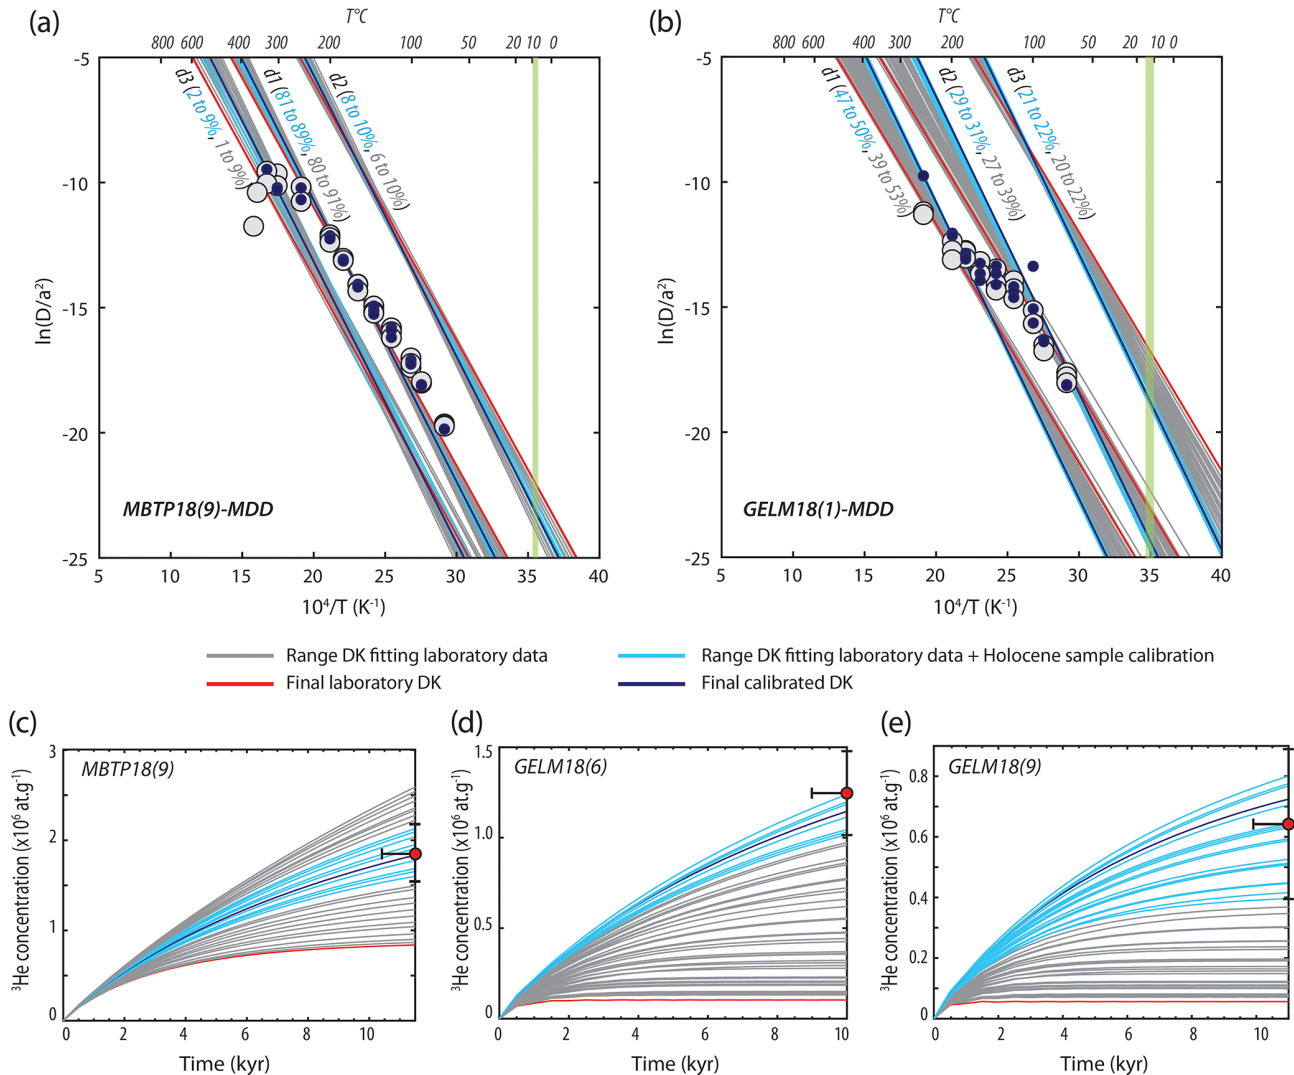 (a)
T°C
800 600 400 300 200 100 50 20 10 0
-5
-10
-15
-20
-25
ln(D/a²)
d3 (2 to 9%, 1 to 9%)
d1 (81 to 89%, 80 to 91%)
d2 (8 to 10%, 6 to 10%)
MBTP18(9)-MDD
5 10 15 20 25 30 35 40
10⁴/T (K⁻¹)
(b)
T°C
800 600 400 300 200 100 50 20 10 0
-5
-10
-15
-20
-25
ln(D/a²)
d1 (47 to 50%, 39 to 53%)
d2 (29 to 31%, 27 to 39%)
d3 (21 to 22%, 20 to 22%)
GELM18(1)-MDD
5 10 15 20 25 30 35 40
10⁴/T (K⁻¹)
Range DK fitting laboratory data
Range DK fitting laboratory data + Holocene sample calibration
Final laboratory DK
Final calibrated DK
(c)
3
2
1
0
³He concentration (x10⁶ at.g⁻¹)
MBTP18(9)
0 2 4 6 8 10
Time (kyr)
(d)
1.5
1.0
0.5
0
³He concentration (x10⁶ at.g⁻¹)
GELM18(6)
0 2 4 6 8 10
Time (kyr)
(e)
0.8
0.6
0.4
0.2
0
³He concentration (x10⁶ at.g⁻¹)
GELM18(9)
0 2 4 6 8 10
Time (kyr)